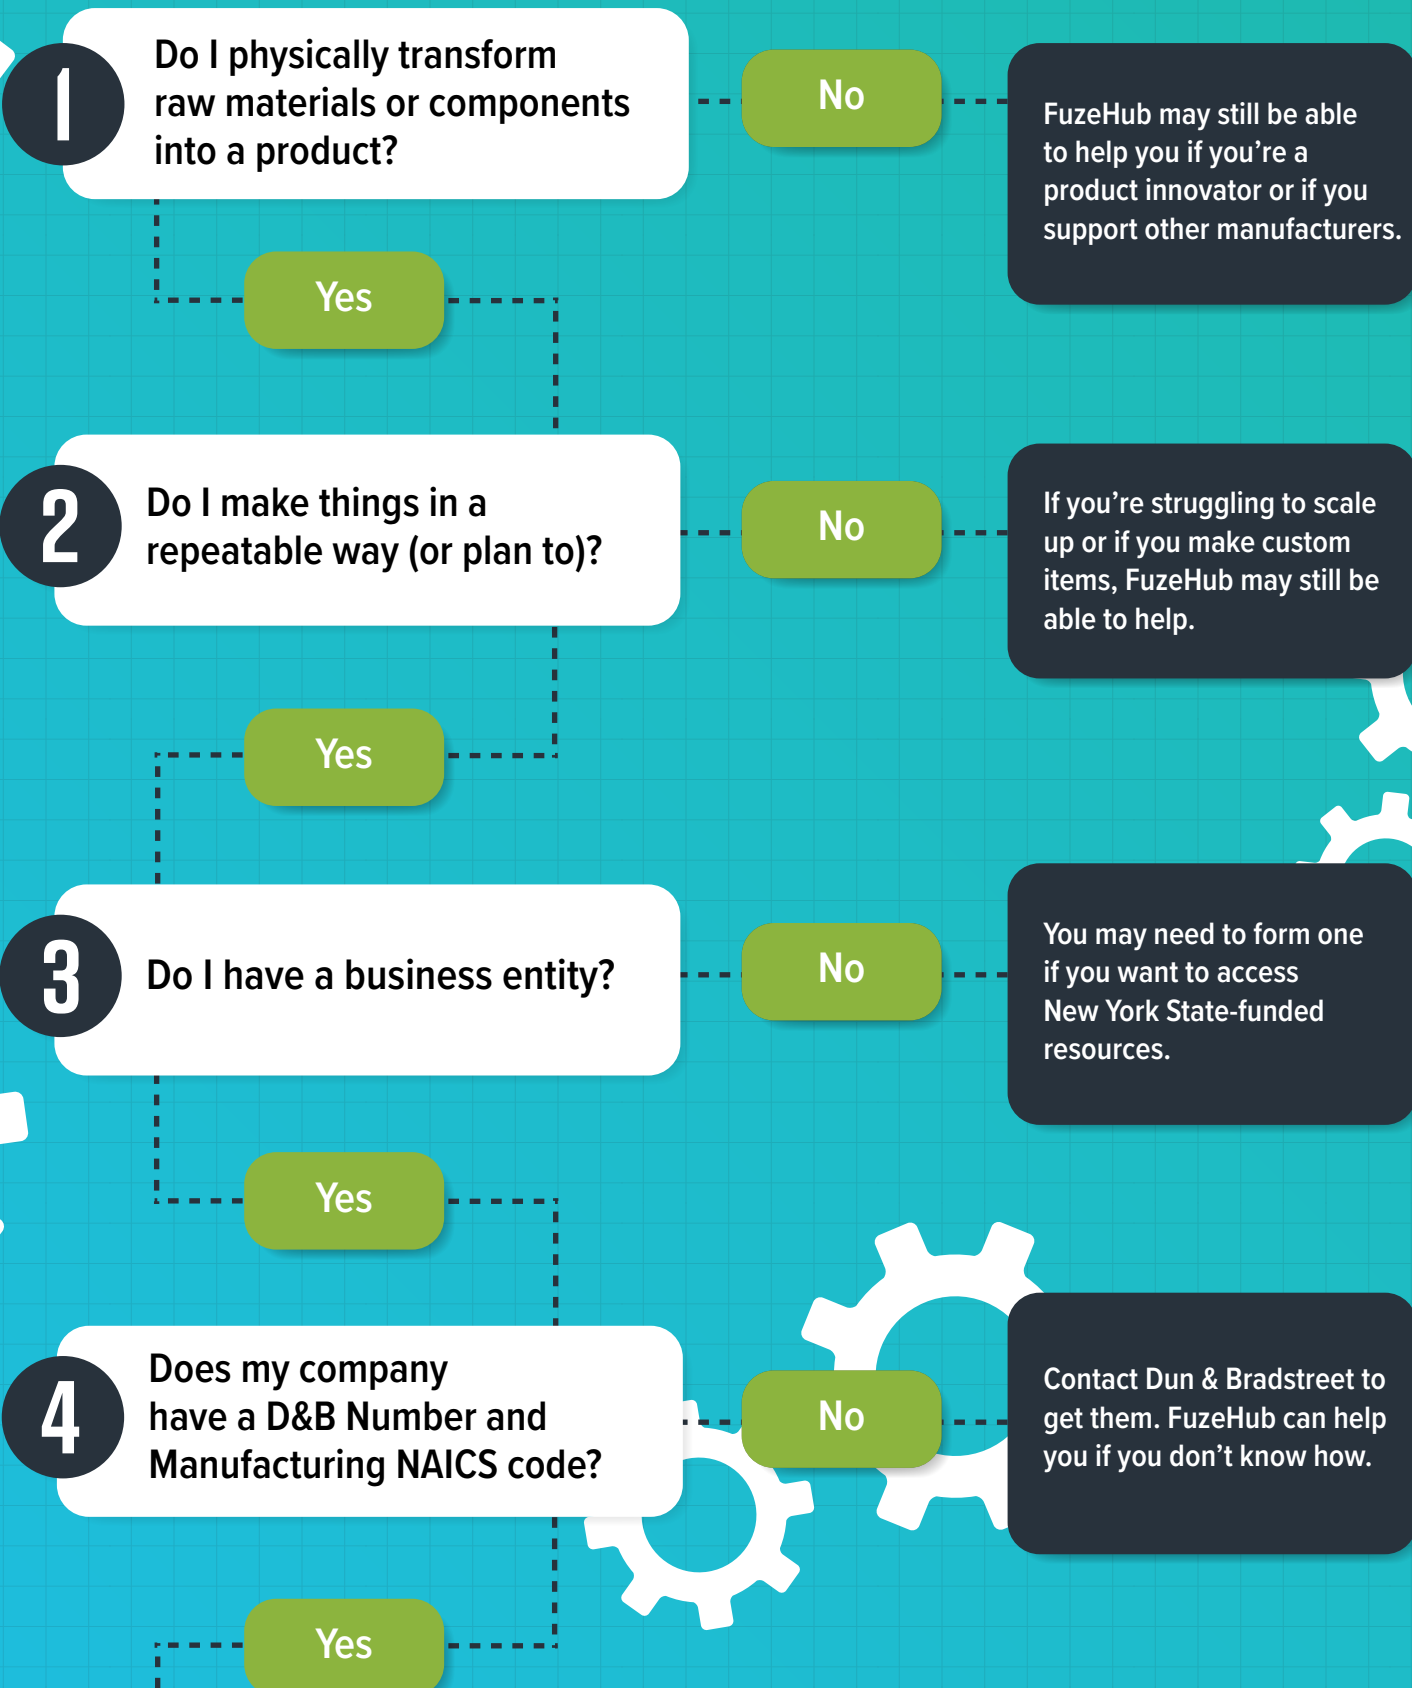 1
Do I physically transform
raw materials or components
into a product?
No
FuzeHub may still be able
to help you if you're a
product innovator or if you
support other manufacturers.
Yes
2
Do I make things in a
repeatable way (or plan to)?
No
If you're struggling to scale
up or if you make custom
items, FuzeHub may still be
able to help.
Yes
3
Do I have a business entity?
No
You may need to form one
if you want to access
New York State-funded
resources.
Yes
4
Does my company
have a D&B Number and
Manufacturing NAICS code?
No
Contact Dun & Bradstreet to
get them. FuzeHub can help
you if you don't know how.
Yes